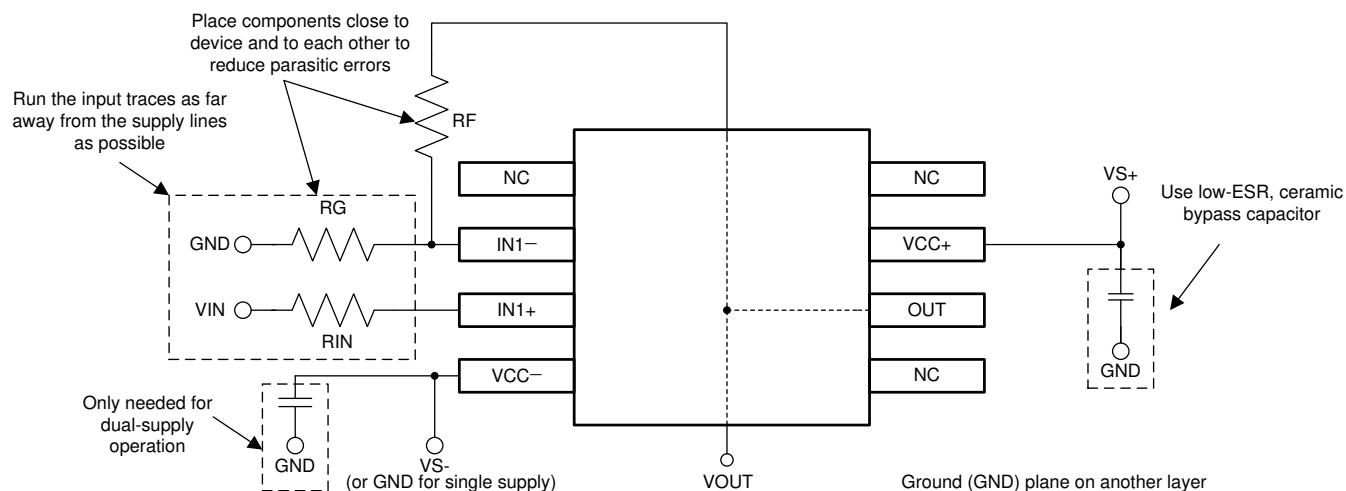 Place components close to
device and to each other to
reduce parasitic errors
Run the input traces as far
away from the supply lines
as possible
RF
NC
NC
VS+
Use low-ESR, ceramic
bypass capacitor
RG
GND
IN1−
VCC+
VIN
IN1+
OUT
RIN
VCC−
NC
GND
Only needed for
dual-supply
operation
GND
VS-
(or GND for single supply)
VOUT
Ground (GND) plane on another layer